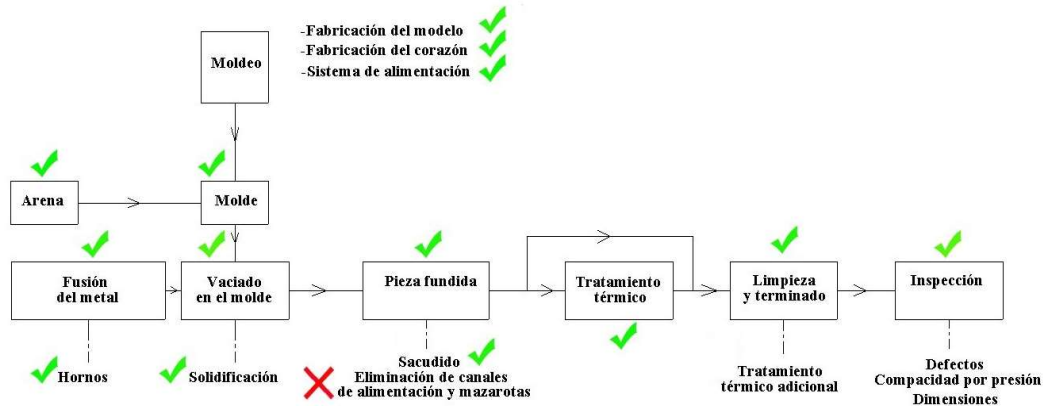 -Fabricación del modelo
-Fabricación del corazón
-Sistema de alimentación
Moldeo
Arena
Molde
Fusión
del metal
Vaciado
en el molde
Pieza fundida
Tratamiento
térmico
Limpieza
y terminado
Inspección
Hornos
Solidificación
Sacudido
Eliminación de canales
de alimentación y mazarotas
Tratamiento
térmico adicional
Defectos
Compacidad por presión
Dimensiones